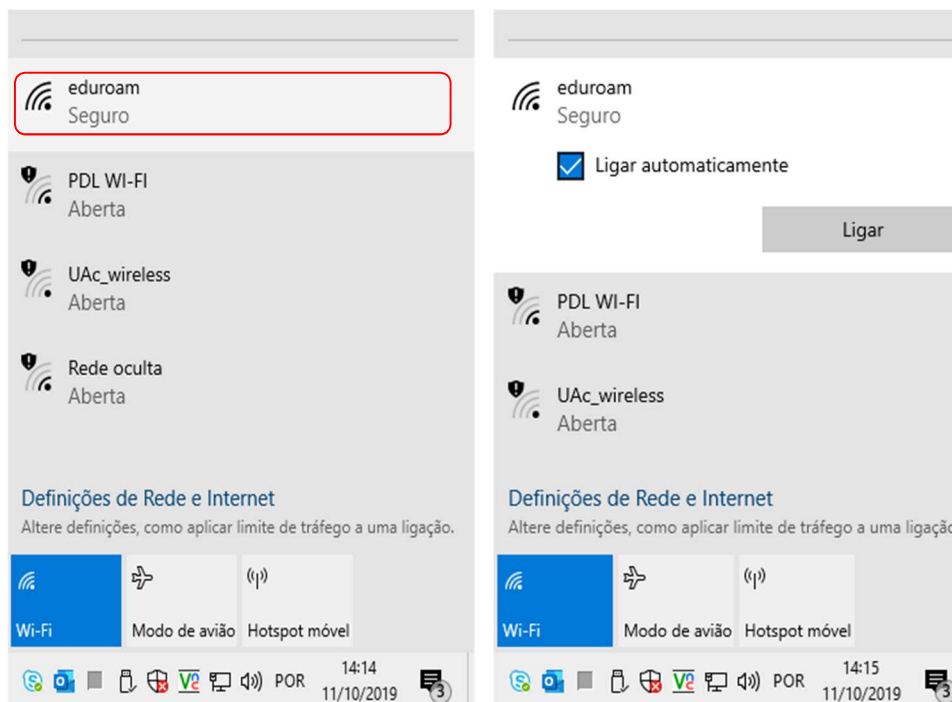 eduroam
Seguro
PDL WI-FI
Aberta
UAc_wireless
Aberta
Rede oculta
Aberta
Definições de Rede e Internet
Altere definições, como aplicar limite de tráfego a uma ligação.
Wi-Fi
Modo de avião
Hotspot móvel
POR
14:14
11/10/2019
3
eduroam
Seguro
Ligar automaticamente
Ligar
PDL WI-FI
Aberta
UAc_wireless
Aberta
Definições de Rede e Internet
Altere definições, como aplicar limite de tráfego a uma ligaçã
Wi-Fi
Modo de avião
Hotspot móvel
POR
14:15
11/10/2019
3